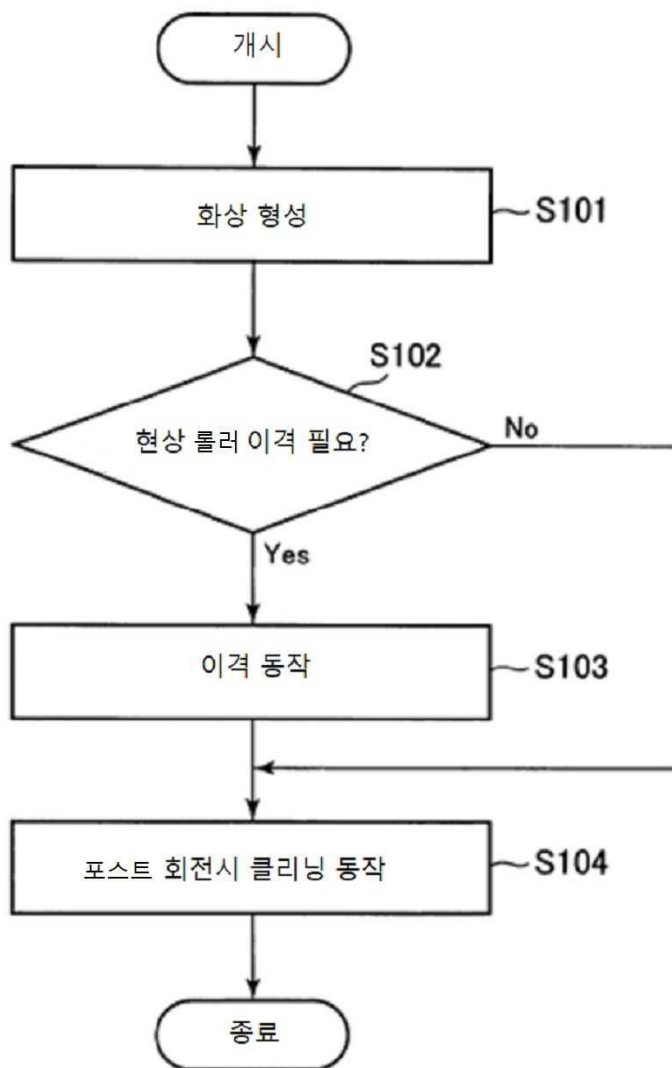 개시
화상 형성
S101
S102
현상 롤러 이격 필요?
No
Yes
이격 동작
S103
포스트 회전시 클리닝 동작
S104
종료